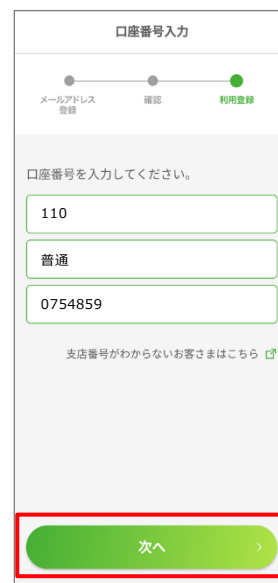 口座番号入力
メールアドレス
登録
確認
利用登録
口座番号を入力してください。
110
普通
0754859
支店番号がわからないお客さまはこちら
次へ